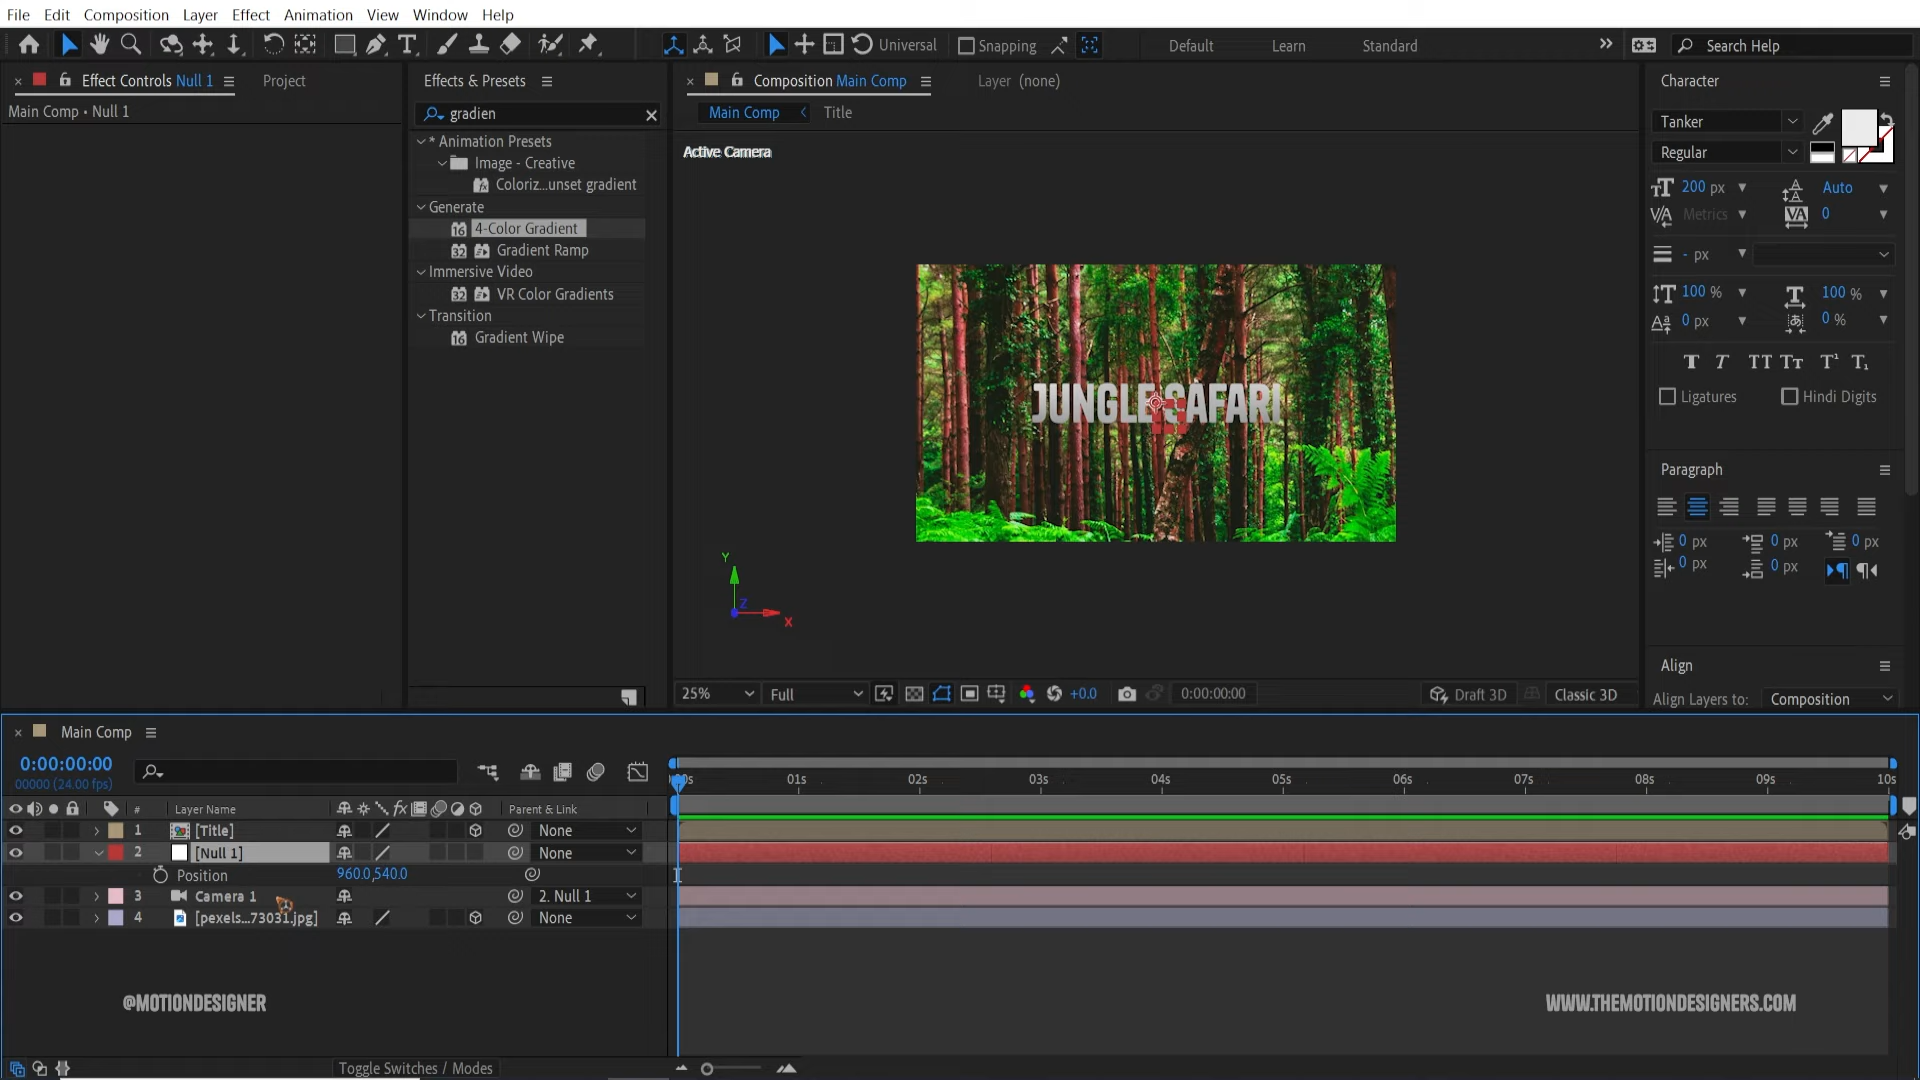 File Edit Composition Layer Effect Animation View Window Help
Universal Snapping Default Learn Standard Search Help
Effect Controls Null 1 Project
Effects & Presets
Composition Main Comp Layer (none)
Character
Main Comp • Null 1
gradien
Main Comp Title
Active Camera
* Animation Presets
Image - Creative
Coloriz...unset gradient
Generate
4-Color Gradient
Gradient Ramp
Immersive Video
VR Color Gradients
Transition
Gradient Wipe
JUNGLE SAFARI
Y
Z
X
Tanker
Regular
200 px Auto
Metrics 0
- px
100 % 100 %
0 px 0 %
Ligatures Hindi Digits
Paragraph
0 px 0 px 0 px
0 px 0 px
Align
Align Layers to: Composition
25% Full +0.0 0:00:00:00 Draft 3D Classic 3D
Main Comp
0:00:00:00
00000 (24.00 fps)
01s 02s 03s 04s 05s 06s 07s 08s 09s 10s
# Layer Name fx Parent & Link
1 [Title] None
2 [Null 1] None
Position 960.0,540.0
3 Camera 1 2. Null 1
4 [pexels...73031.jpg] None
@MOTIONDESIGNER
WWW.THEMOTIONDESIGNERS.COM
Toggle Switches / Modes